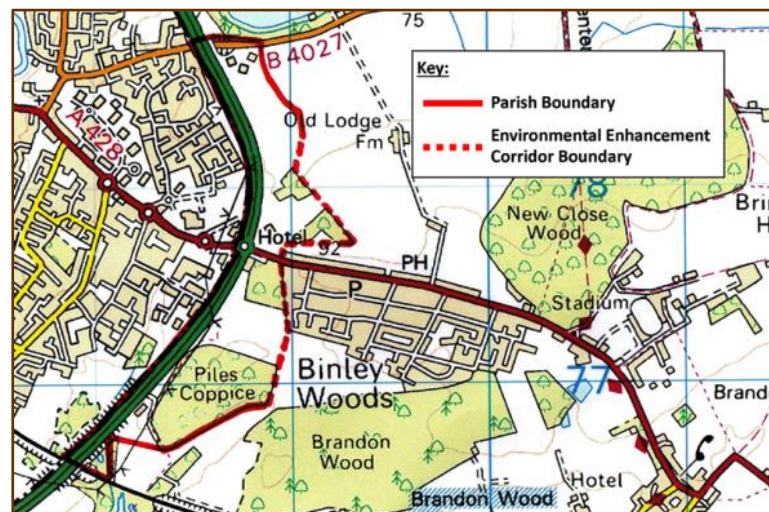 75
B 4027
Key:
Parish Boundary
Environmental Enhancement
Corridor Boundary
Old Lodge
Fm
A 428
78
New Close
Wood
Hotel
92
PH
P
Stadium
Piles
Coppice
Binley
Woods
77
Brandon
Wood
Hotel
Brandon Wood